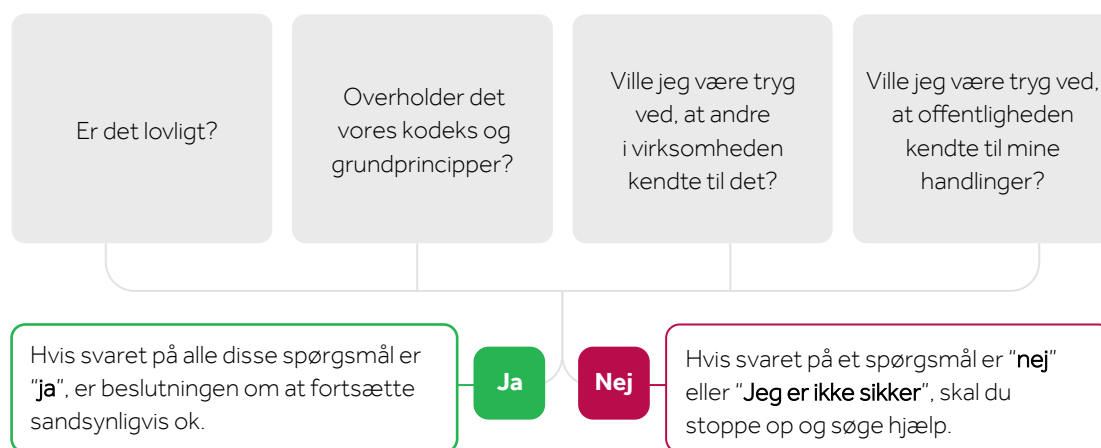 Er det lovligt?
Overholder det
vores kodeks og
grundprincipper?
Ville jeg være tryg
ved, at andre
i virksomheden
kendte til det?
Ville jeg være tryg ved,
at offentligheden
kendte til mine
handlinger?
Hvis svaret på alle disse spørgsmål er
"ja", er beslutningen om at fortsætte
sandsynligvis ok.
Ja
Nej
Hvis svaret på et spørgsmål er "nej"
eller "Jeg er ikke sikker", skal du
stoppe op og søge hjælp.